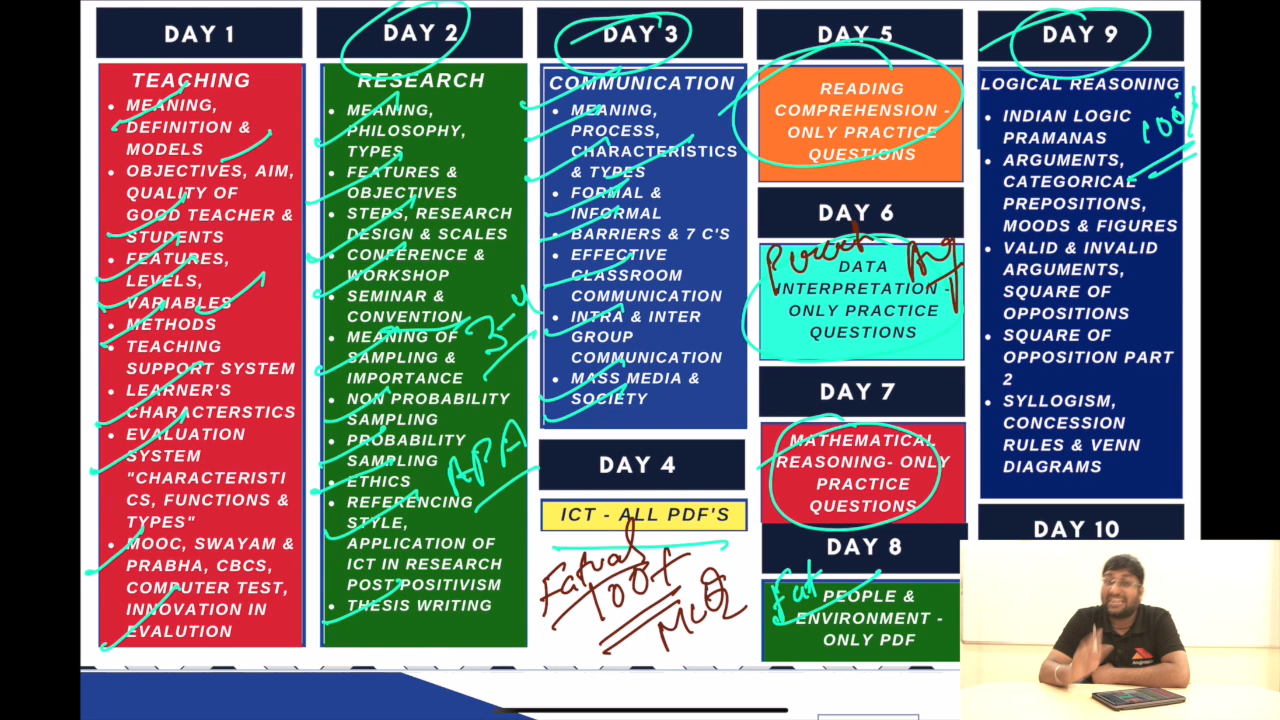 DAY 1
TEACHING
• MEANING,
DEFINITION &
MODELS
• OBJECTIVES, AIM,
QUALITY OF
GOOD TEACHER &
STUDENTS
• FEATURES,
LEVELS,
VARIABLES
• METHODS
• TEACHING
SUPPORT SYSTEM
• LEARNER'S
CHARACTERSTICS
• EVALUATION
SYSTEM
"CHARACTERISTI
CS, FUNCTIONS &
TYPES"
• MOOC, SWAYAM &
PRABHA, CBCS,
COMPUTER TEST,
INNOVATION IN
EVALUTION
DAY 2
RESEARCH
• MEANING,
PHILOSOPHY,
TYPES
• FEATURES &
OBJECTIVES
• STEPS, RESEARCH
DESIGN & SCALES
• CONFERENCE &
WORKSHOP
• SEMINAR &
CONVENTION
• MEANING OF
SAMPLING &
IMPORTANCE
• NON PROBABILITY
SAMPLING
• PROBABILITY
SAMPLING
• ETHICS
• REFERENCING
STYLE,
APPLICATION OF
ICT IN RESEARCH
POST POSITIVISM
• THESIS WRITING
3-4
APA
DAY 3
COMMUNICATION
• MEANING,
PROCESS,
CHARACTERISTICS
& TYPES
• FORMAL &
INFORMAL
• BARRIERS & 7 C'S
• EFFECTIVE
CLASSROOM
COMMUNICATION
• INTRA & INTER
GROUP
COMMUNICATION
• MASS MEDIA &
SOCIETY
DAY 4
ICT - ALL PDF'S
100+
MCQ
DAY 5
READING
COMPREHENSION -
ONLY PRACTICE
QUESTIONS
DAY 6
DATA
INTERPRETATION -
ONLY PRACTICE
QUESTIONS
DAY 7
MATHEMATICAL
REASONING- ONLY
PRACTICE
QUESTIONS
DAY 8
PEOPLE &
ENVIRONMENT -
ONLY PDF
DAY 9
LOGICAL REASONING
• INDIAN LOGIC
PRAMANAS
• ARGUMENTS,
CATEGORICAL
PREPOSITIONS,
MOODS & FIGURES
• VALID & INVALID
ARGUMENTS,
SQUARE OF
OPPOSITIONS
• SQUARE OF
OPPOSITION PART
2
• SYLLOGISM,
CONCESSION
RULES & VENN
DIAGRAMS
DAY 10